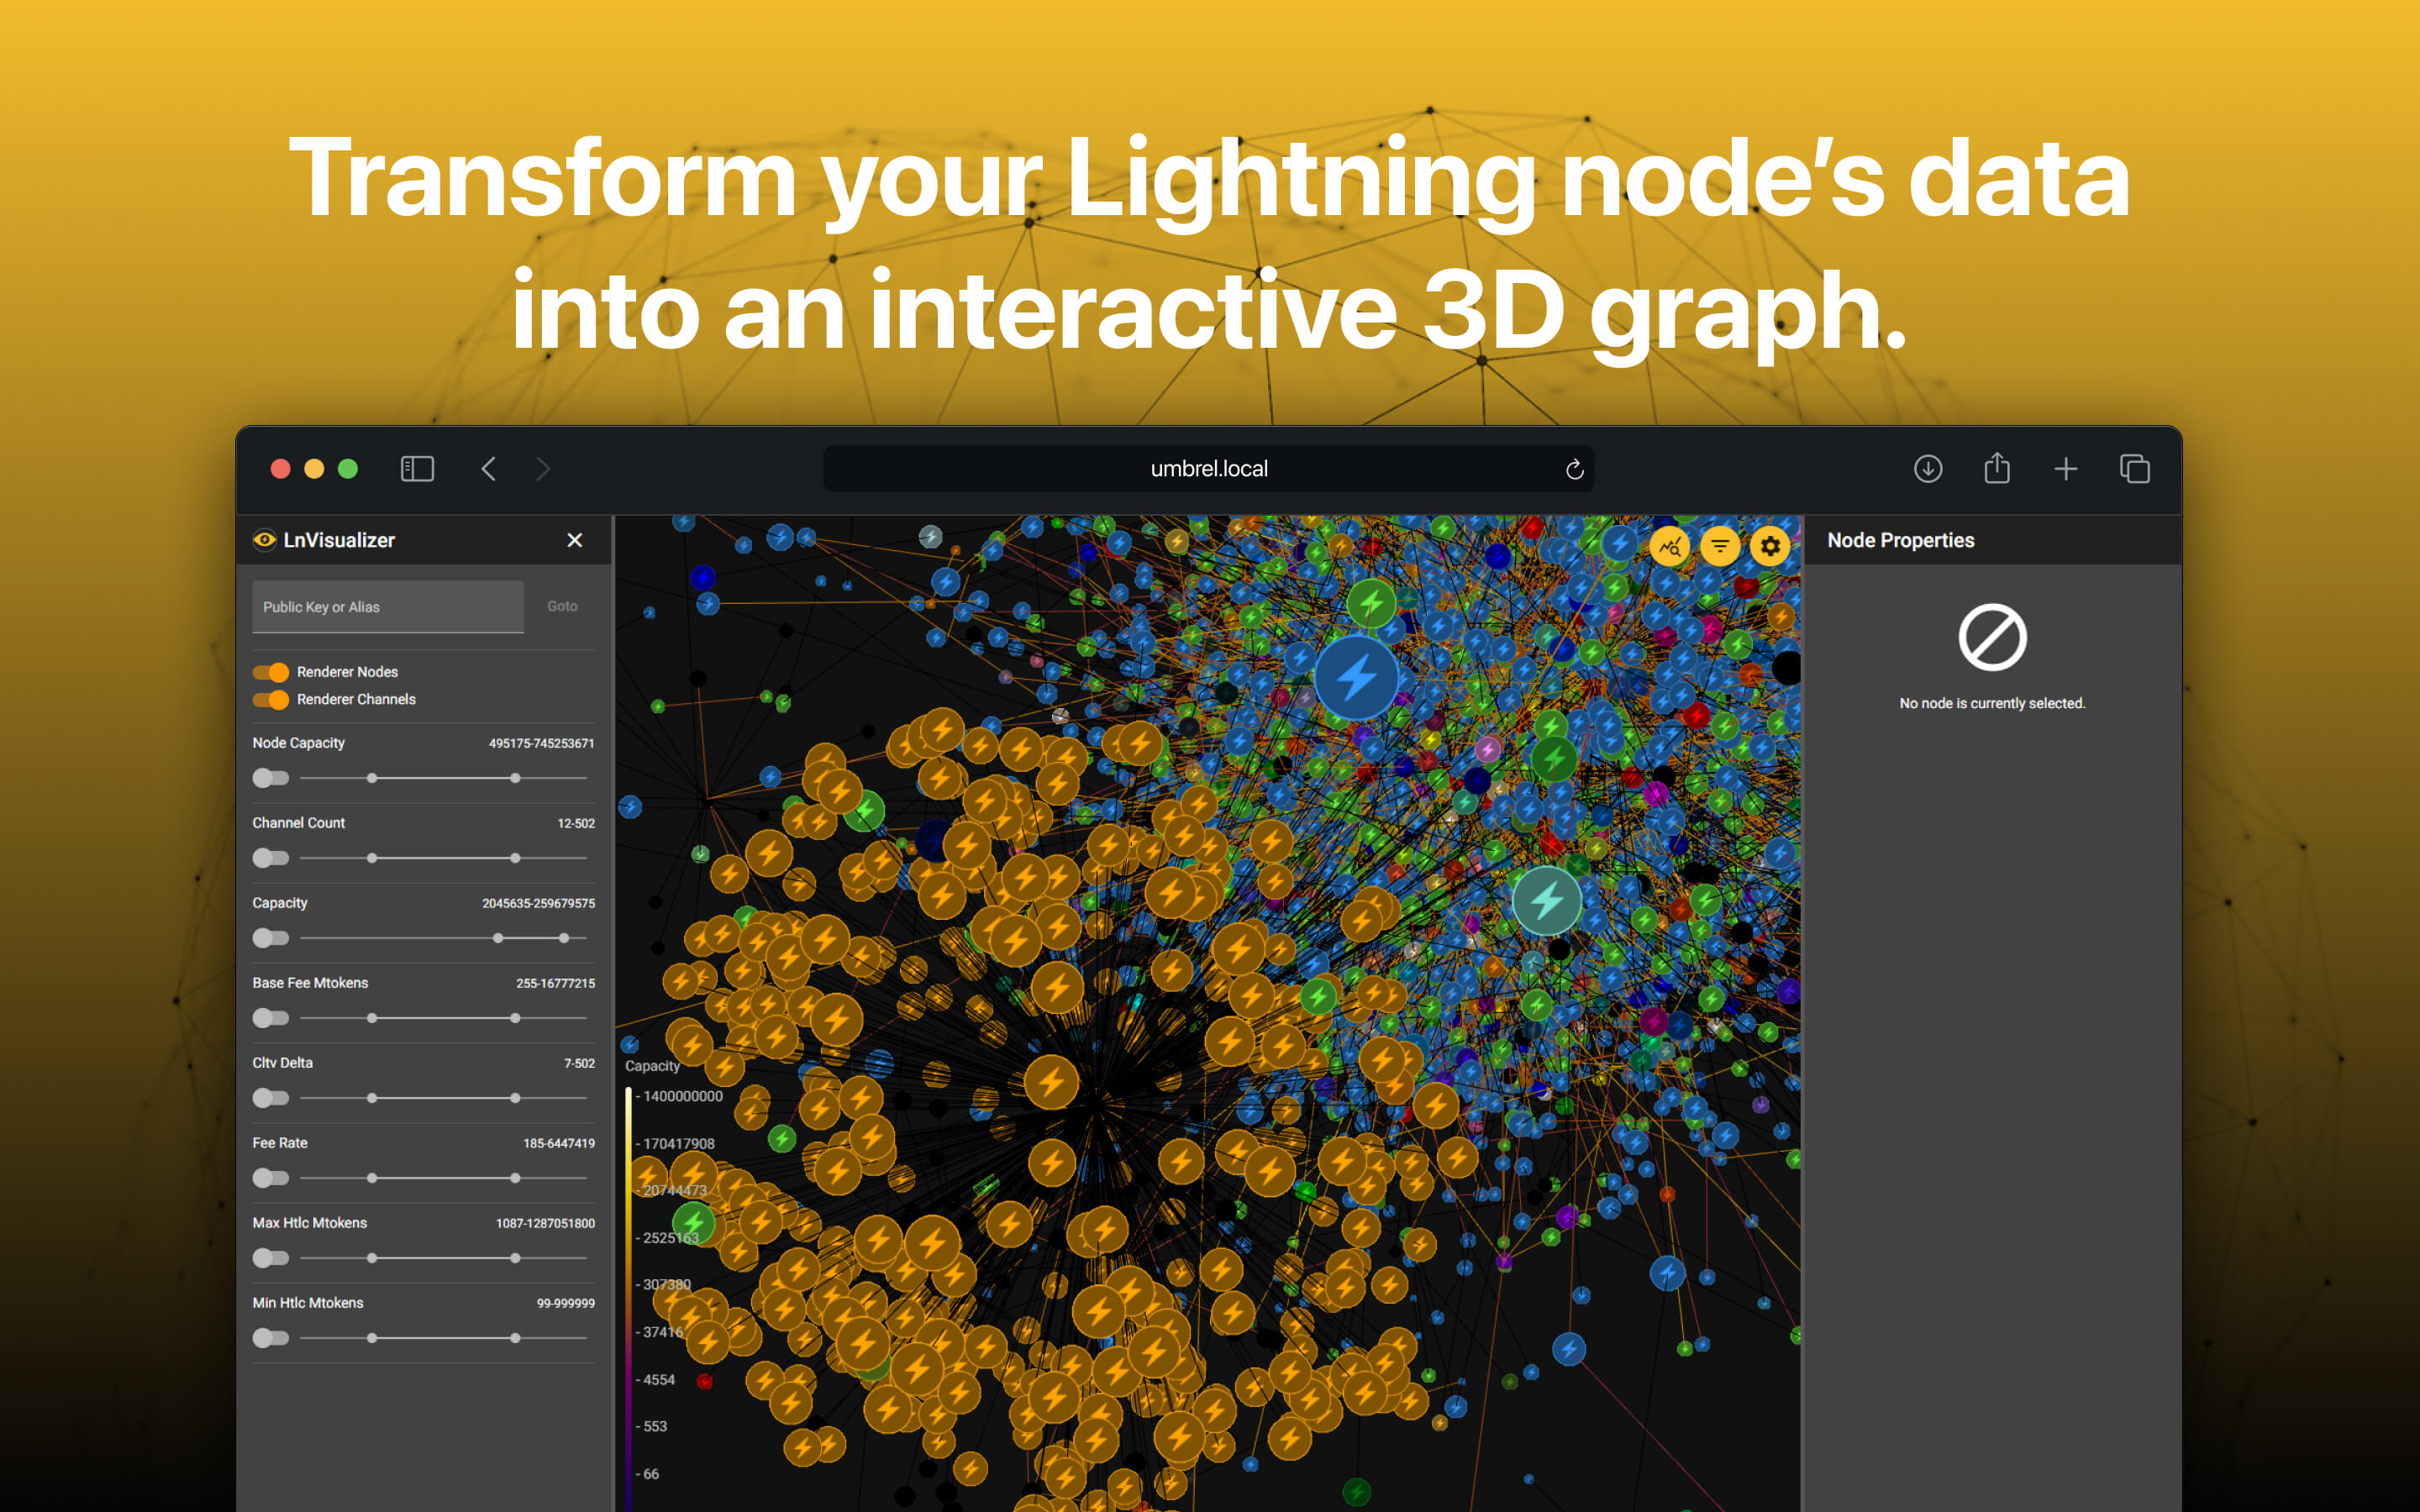 Transform your Lightning node’s data
into an interactive 3D graph.
umbrel.local
LnVisualizer
Public Key or Alias
Goto
Renderer Nodes
Renderer Channels
Node Capacity 495175-745253671
Channel Count 12-502
Capacity 2045635-259679575
Base Fee Mtokens 255-16777215
Cltv Delta 7-502
Fee Rate 185-6447419
Max Htlc Mtokens 1087-1287051800
Min Htlc Mtokens 99-999999
Capacity
- 1400000000
- 170417908
- 20744473
- 2525163
- 307380
- 37416
- 4554
- 553
- 66
Node Properties
No node is currently selected.